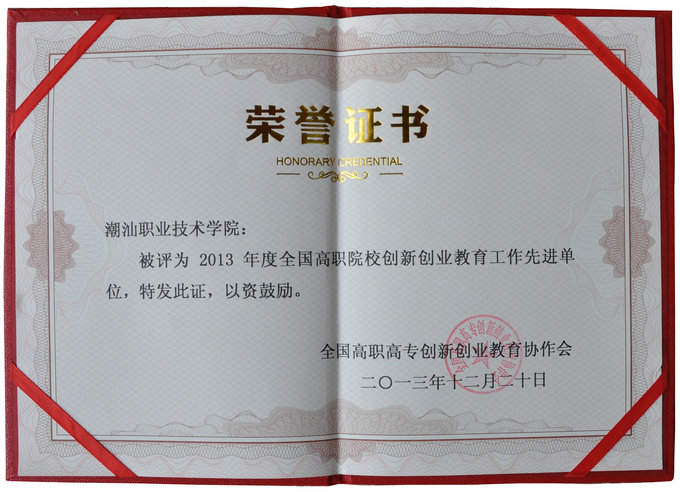 荣誉证书
HONORARY CREDENTIAL
潮汕职业技术学院：
被评为 2013 年度全国高职院校创新创业教育工作先进单
位，特发此证，以资鼓励。
全国高职高专创新创业教育协作会
二〇一三年十二月二十日